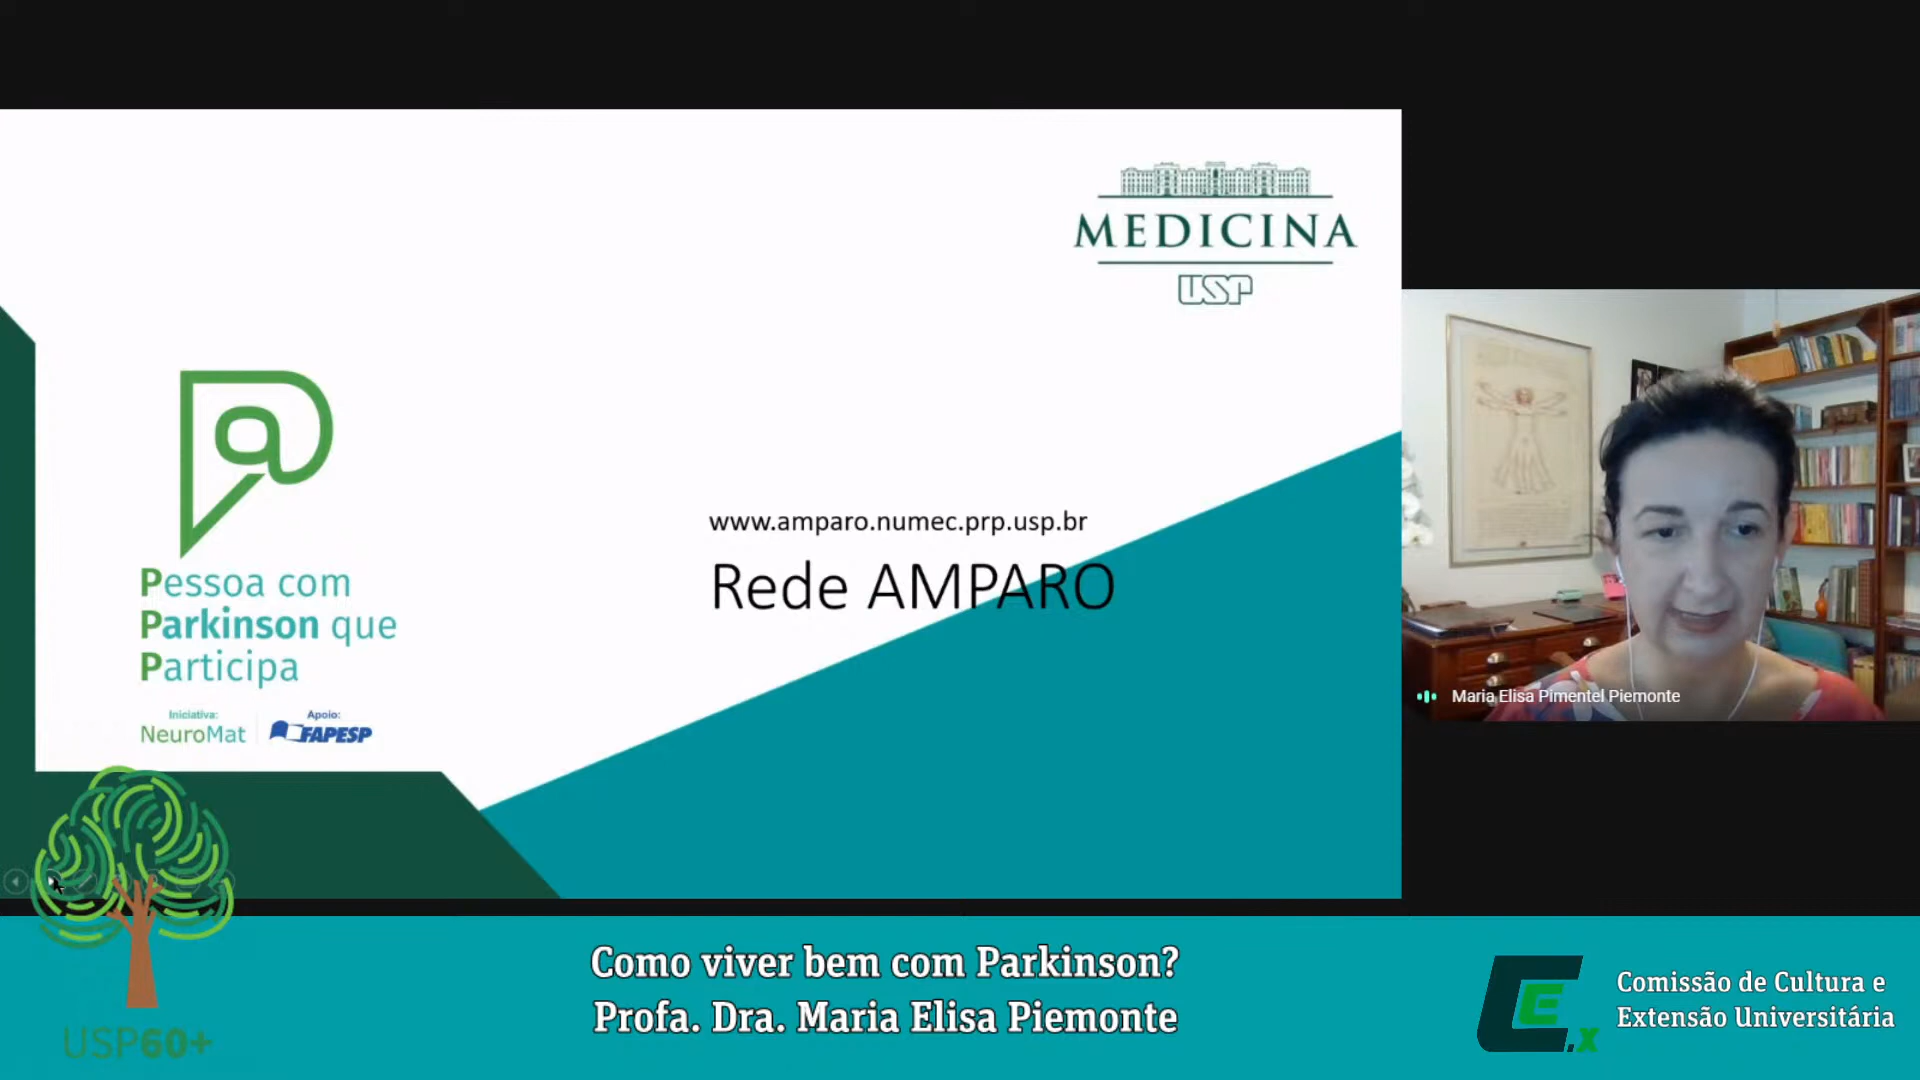 MEDICINA
USP
www.amparo.numec.prp.usp.br
Rede AMPARO
Pessoa com
Parkinson que
Participa
Iniciativa:
NeuroMat
Apoio:
FAPESP
Maria Elisa Pimentel Piemonte
Como viver bem com Parkinson?
Profa. Dra. Maria Elisa Piemonte
USP60+
CE.x
Comissão de Cultura e
Extensão Universitária